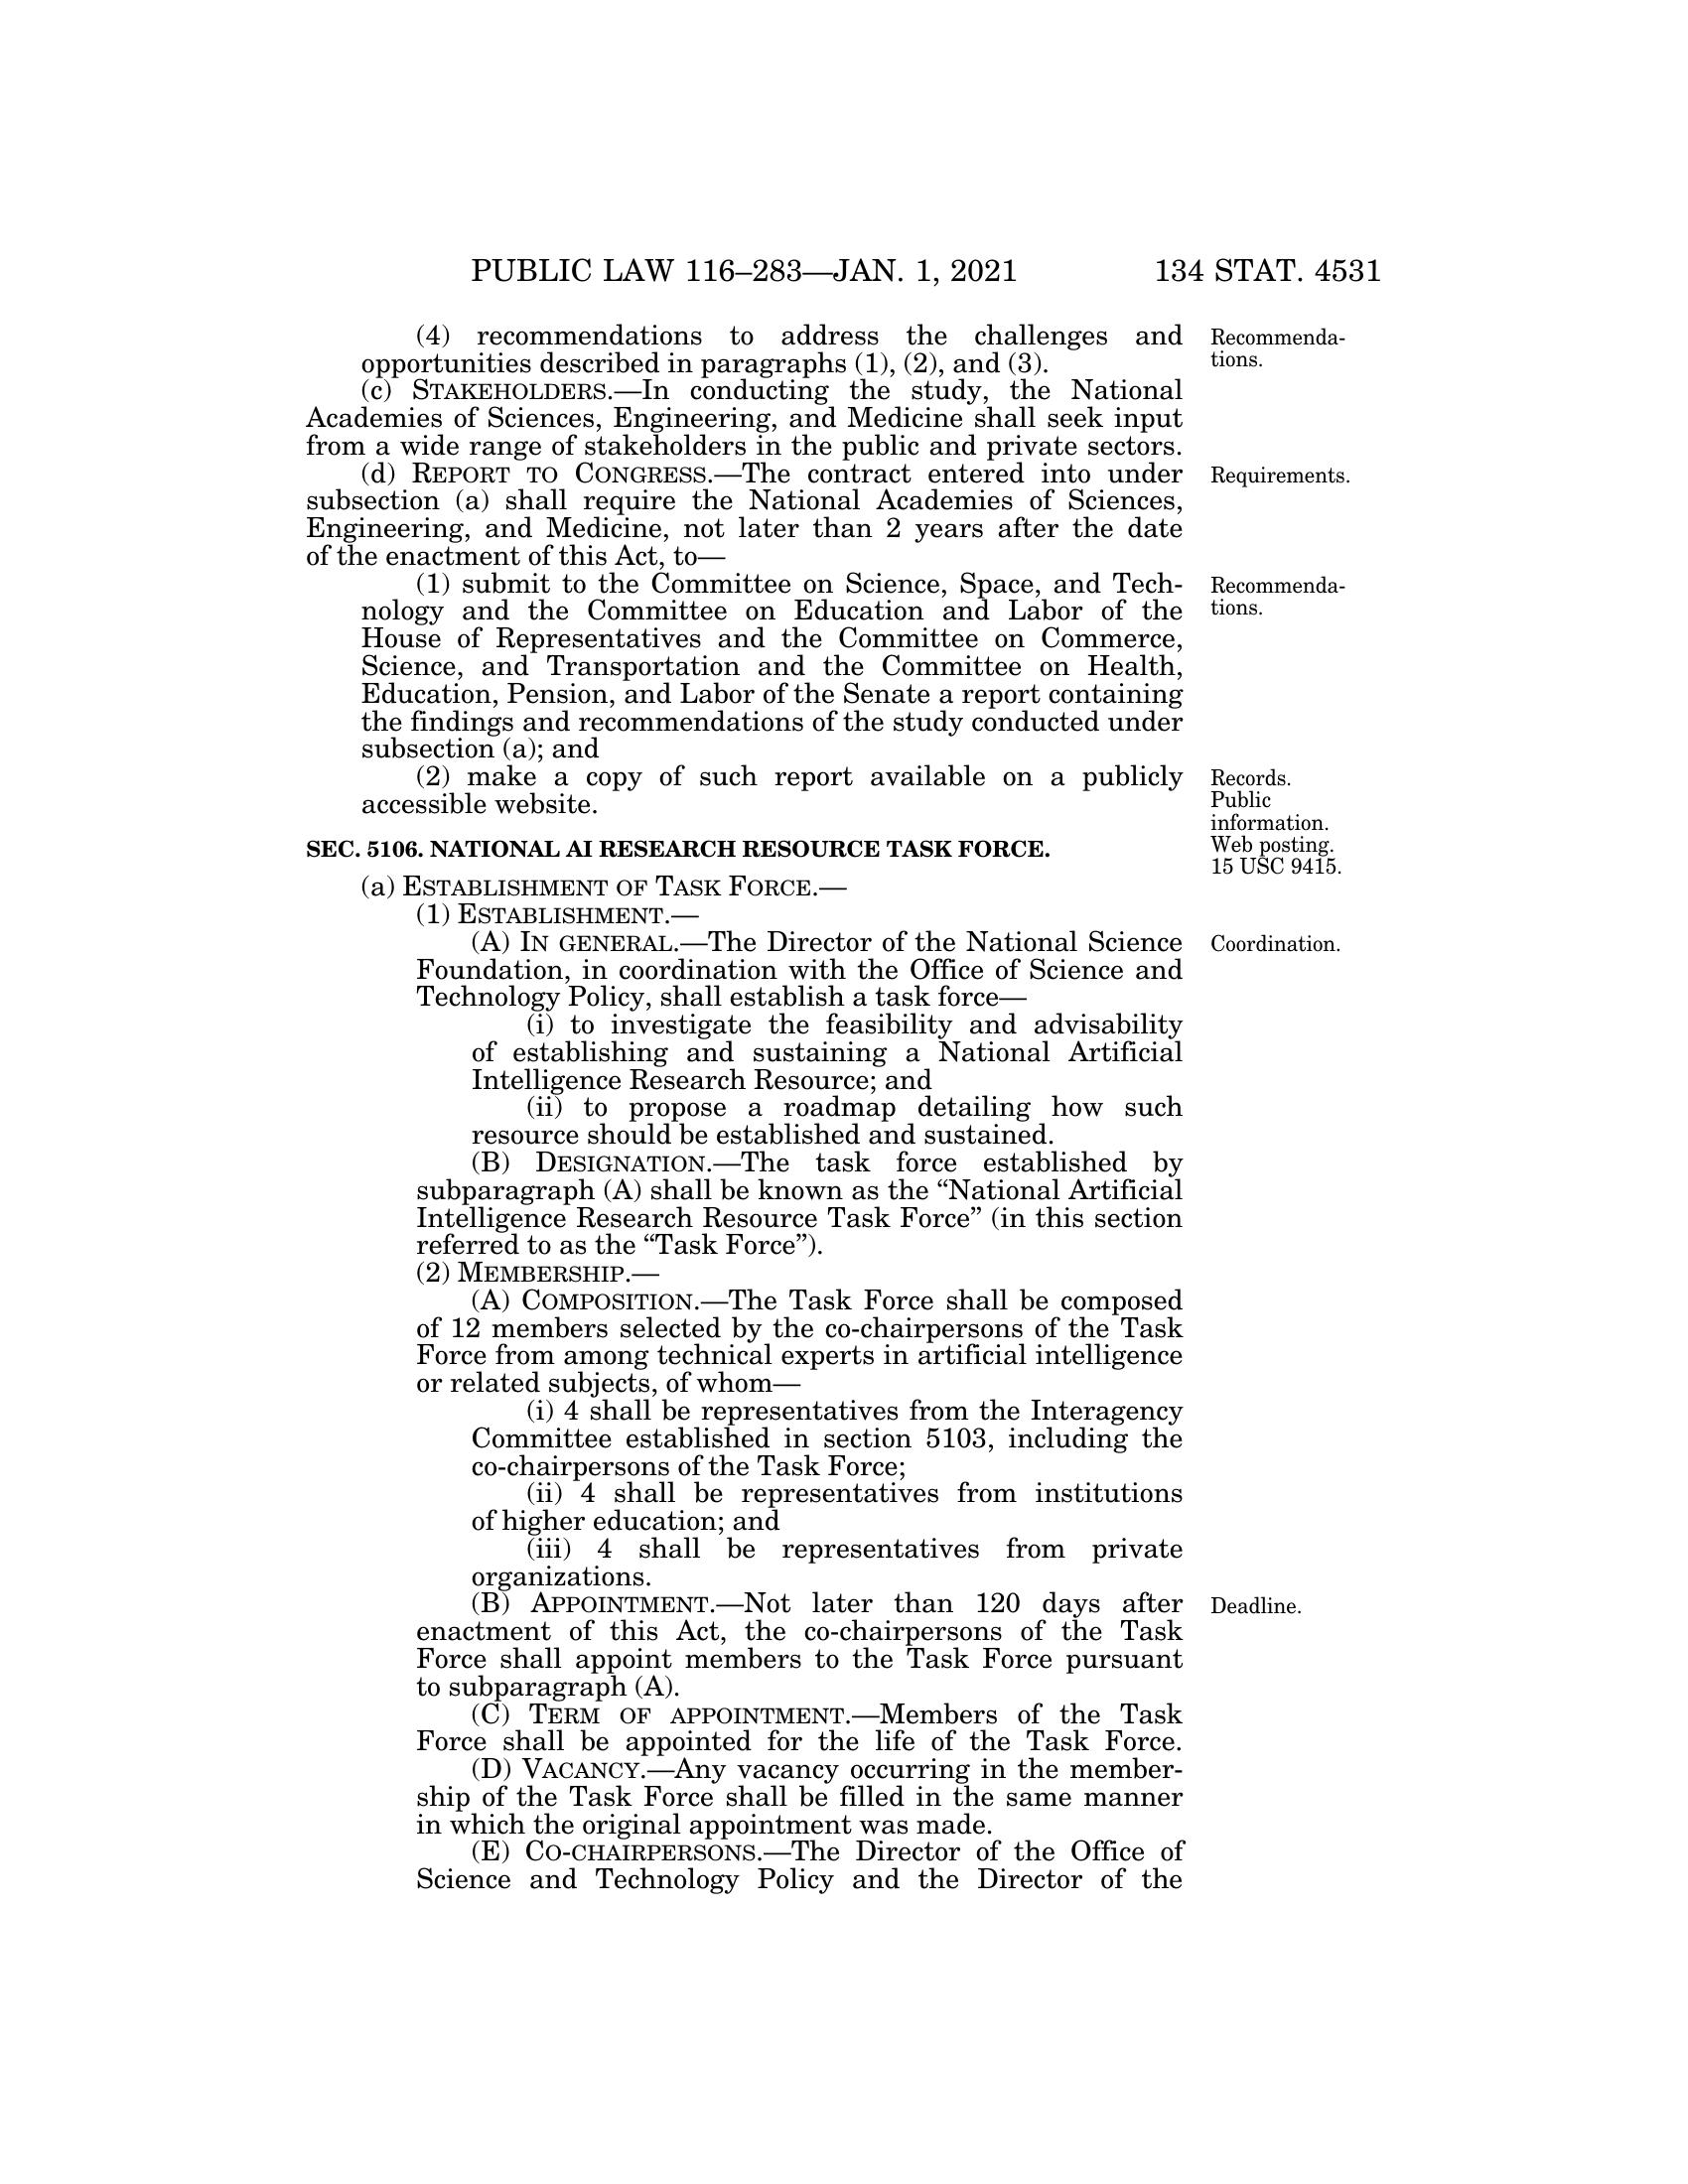 PUBLIC LAW 116–283—JAN. 1, 2021
134 STAT. 4531
(4) recommendations to address the challenges and
opportunities described in paragraphs (1), (2), and (3).
(c) STAKEHOLDERS.—In conducting the study, the National
Academies of Sciences, Engineering, and Medicine shall seek input
from a wide range of stakeholders in the public and private sectors.
(d) REPORT TO CONGRESS.—The contract entered into under
subsection (a) shall require the National Academies of Sciences,
Engineering, and Medicine, not later than 2 years after the date
of the enactment of this Act, to—
(1) submit to the Committee on Science, Space, and Tech-
nology and the Committee on Education and Labor of the
House of Representatives and the Committee on Commerce,
Science, and Transportation and the Committee on Health,
Education, Pension, and Labor of the Senate a report containing
the findings and recommendations of the study conducted under
subsection (a); and
(2) make a copy of such report available on a publicly
accessible website.
SEC. 5106. NATIONAL AI RESEARCH RESOURCE TASK FORCE.
(a) ESTABLISHMENT OF TASK FORCE.—
(1) ESTABLISHMENT.—
(A) IN GENERAL.—The Director of the National Science
Foundation, in coordination with the Office of Science and
Technology Policy, shall establish a task force—
(i) to investigate the feasibility and advisability
of establishing and sustaining a National Artificial
Intelligence Research Resource; and
(ii) to propose a roadmap detailing how such
resource should be established and sustained.
(B) DESIGNATION.—The task force established by
subparagraph (A) shall be known as the “National Artificial
Intelligence Research Resource Task Force” (in this section
referred to as the “Task Force”).
(2) MEMBERSHIP.—
(A) COMPOSITION.—The Task Force shall be composed
of 12 members selected by the co-chairpersons of the Task
Force from among technical experts in artificial intelligence
or related subjects, of whom—
(i) 4 shall be representatives from the Interagency
Committee established in section 5103, including the
co-chairpersons of the Task Force;
(ii) 4 shall be representatives from institutions
of higher education; and
(iii) 4 shall be representatives from private
organizations.
(B) APPOINTMENT.—Not later than 120 days after
enactment of this Act, the co-chairpersons of the Task
Force shall appoint members to the Task Force pursuant
to subparagraph (A).
(C) TERM OF APPOINTMENT.—Members of the Task
Force shall be appointed for the life of the Task Force.
(D) VACANCY.—Any vacancy occurring in the member-
ship of the Task Force shall be filled in the same manner
in which the original appointment was made.
(E) CO-CHAIRPERSONS.—The Director of the Office of
Science and Technology Policy and the Director of the
Recommenda-
tions.
Requirements.
Recommenda-
tions.
Records.
Public
information.
Web posting.
15 USC 9415.
Coordination.
Deadline.